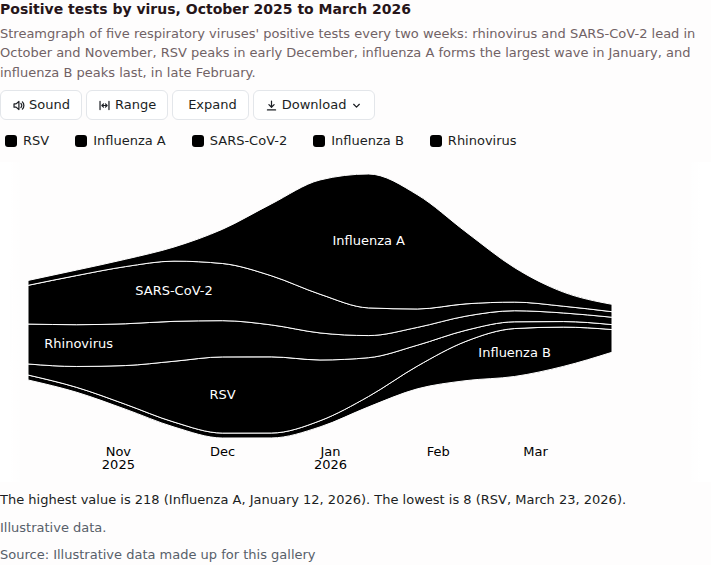 Positive tests by virus, October 2025 to March 2026
Streamgraph of five respiratory viruses' positive tests every two weeks: rhinovirus and SARS-CoV-2 lead in
October and November, RSV peaks in early December, influenza A forms the largest wave in January, and
influenza B peaks last, in late February.
Sound Range Expand Download
RSV Influenza A SARS-CoV-2 Influenza B Rhinovirus
Influenza A
SARS-CoV-2
Rhinovirus
Influenza B
RSV
Nov Dec Jan Feb Mar
2025 2026
The highest value is 218 (Influenza A, January 12, 2026). The lowest is 8 (RSV, March 23, 2026).
Illustrative data.
Source: Illustrative data made up for this gallery